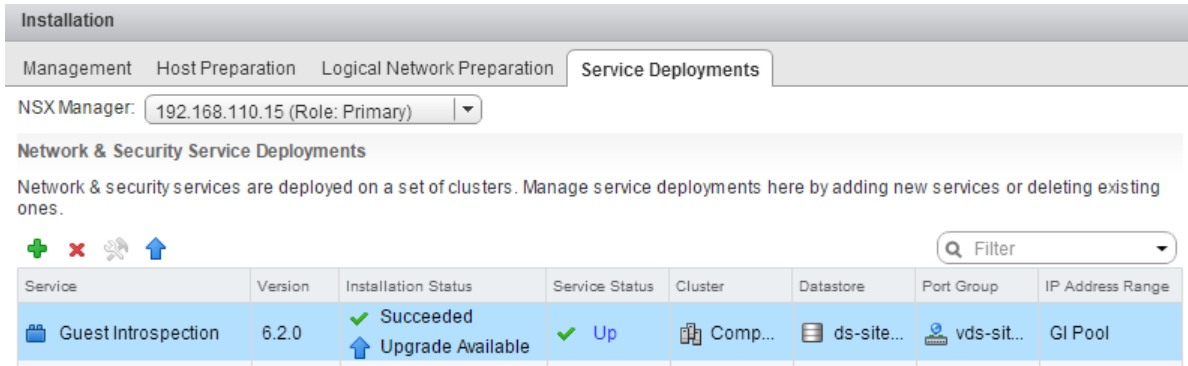 Installation
Management Host Preparation Logical Network Preparation Service Deployments
NSX Manager: 192.168.110.15 (Role: Primary)
Network & Security Service Deployments
Network & security services are deployed on a set of clusters. Manage service deployments here by adding new services or deleting existing
ones.
Filter
Service Version Installation Status Service Status Cluster Datastore Port Group IP Address Range
Guest Introspection 6.2.0 Succeeded Up Comp... ds-site... vds-sit... GI Pool
Upgrade Available